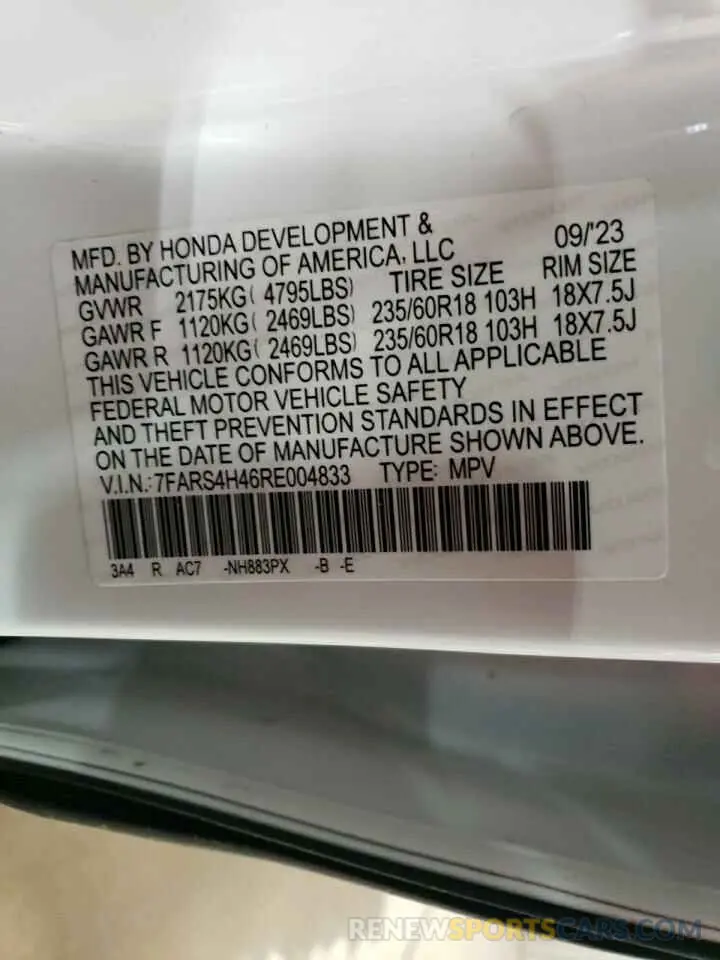 MFD. BY HONDA DEVELOPMENT &
MANUFACTURING OF AMERICA, LLC 09/'23
GVWR 2175KG( 4795LBS) TIRE SIZE RIM SIZE
GAWR F 1120KG( 2469LBS) 235/60R18 103H 18X7.5J
GAWR R 1120KG( 2469LBS) 235/60R18 103H 18X7.5J
THIS VEHICLE CONFORMS TO ALL APPLICABLE
FEDERAL MOTOR VEHICLE SAFETY
AND THEFT PREVENTION STANDARDS IN EFFECT
ON THE DATE OF MANUFACTURE SHOWN ABOVE.
V.I.N.:7FARS4H46RE004833 TYPE: MPV
3A4 R AC7 -NH883PX -B -E
RENEWSPORTSCARS.COM